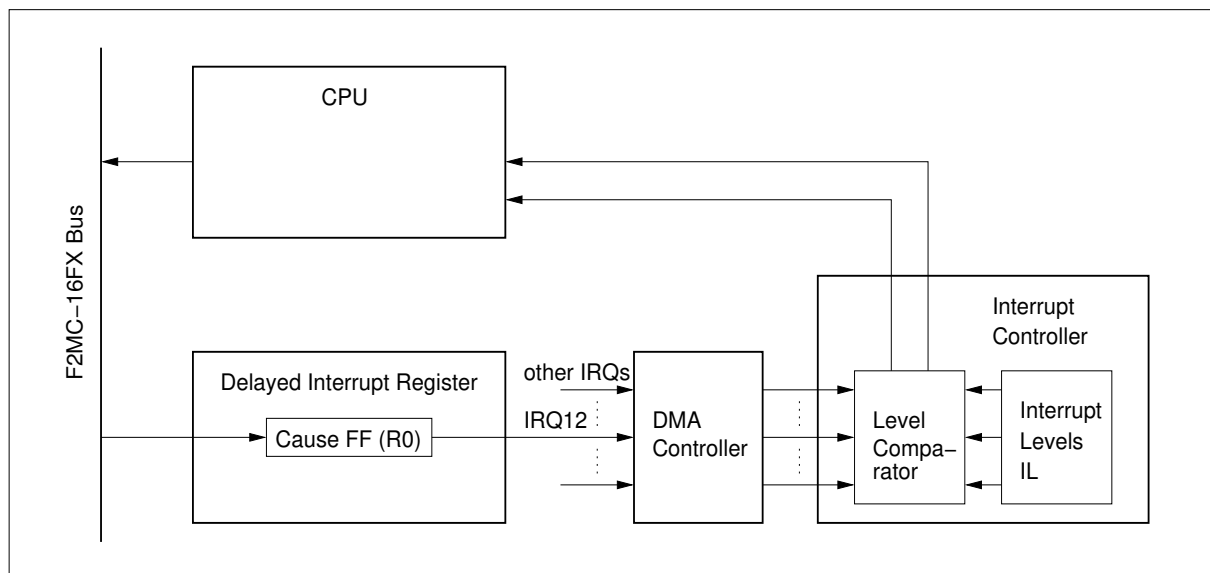 CPU
F2MC-16FX Bus
Interrupt
Controller
Delayed Interrupt Register
Cause FF (R0)
other IRQs
IRQ12
DMA
Controller
Level
Compa-
rator
Interrupt
Levels
IL